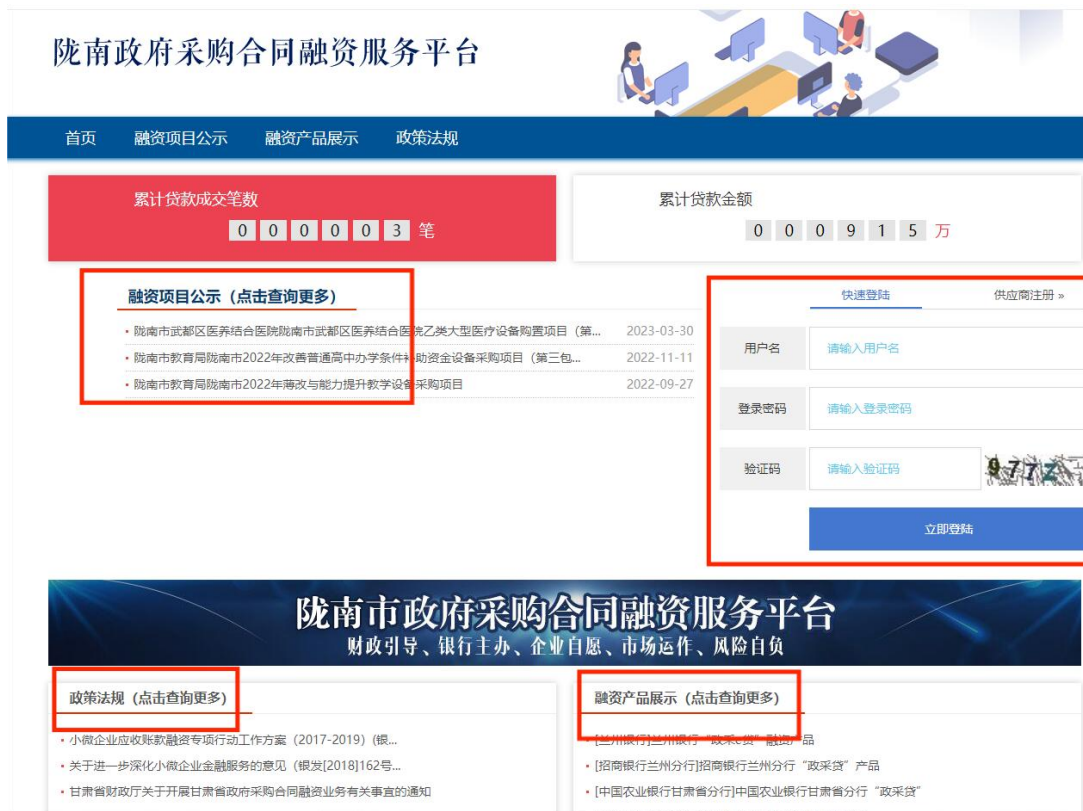 陇南政府采购合同融资服务平台
首页 融资项目公示 融资产品展示 政策法规
累计贷款成交笔数
000003 笔
累计贷款金额
000915 万
融资项目公示（点击查询更多）
• 陇南市武都区医养结合医院陇南市武都区医养结合医院乙类大型医疗设备购置项目（第... 2023-03-30
• 陇南市教育局陇南市2022年改善普通高中办学条件补助资金设备采购项目（第三包... 2022-11-11
• 陇南市教育局陇南市2022年薄改与能力提升教学设备采购项目 2022-09-27
快速登陆 供应商注册 »
用户名 请输入用户名
登录密码 请输入登录密码
验证码 请输入验证码 977Z
立即登陆
陇南市政府采购合同融资服务平台
财政引导、银行主办、企业自愿、市场运作、风险自负
政策法规（点击查询更多）
• 小微企业应收账款融资专项行动工作方案（2017-2019）(银...
• 关于进一步深化小微企业金融服务的意见（银发[2018]162号...
• 甘肃省财政厅关于开展甘肃省政府采购合同融资业务有关事宜的通知
融资产品展示（点击查询更多）
• [兰州银行]兰州银行“政采e贷”融资产品
• [招商银行兰州分行]招商银行兰州分行“政采贷”产品
• [中国农业银行甘肃省分行]中国农业银行甘肃省分行“政采贷”